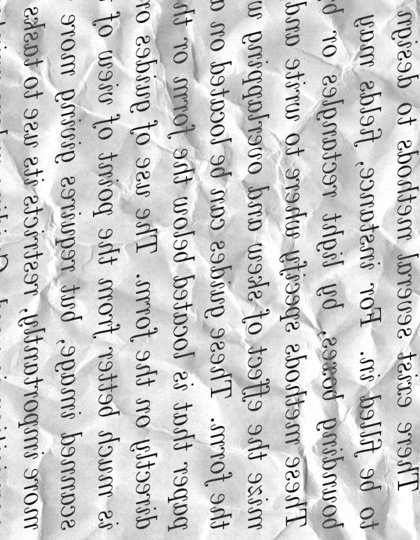 There exist several methods to design
to be filled in. For instance, fields may
bounding boxes, by light rectangles or
These methods specify where to write and
mize the effect of skew and overlapping
the form. These guides can be located on
paper that is located below the form or
directly on the form. The use of guides on
is much better from the point of view of
scanned image, but requires giving more
more importantly, restricts its use to tasks